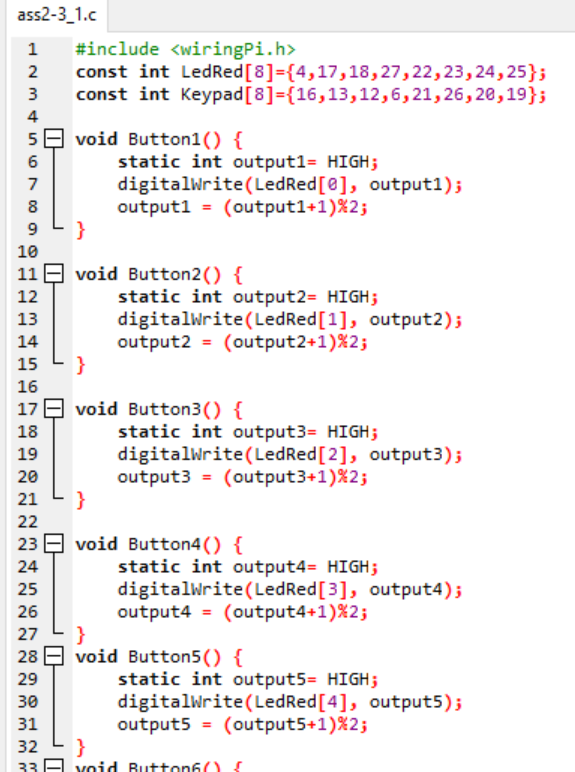 ass2-3_1.c
1 #include <wiringPi.h>
2 const int LedRed[8]={4,17,18,27,22,23,24,25};
3 const int Keypad[8]={16,13,12,6,21,26,20,19};
4
5 void Button1() {
6 static int output1= HIGH;
7 digitalWrite(LedRed[0], output1);
8 output1 = (output1+1)%2;
9 }
10
11 void Button2() {
12 static int output2= HIGH;
13 digitalWrite(LedRed[1], output2);
14 output2 = (output2+1)%2;
15 }
16
17 void Button3() {
18 static int output3= HIGH;
19 digitalWrite(LedRed[2], output3);
20 output3 = (output3+1)%2;
21 }
22
23 void Button4() {
24 static int output4= HIGH;
25 digitalWrite(LedRed[3], output4);
26 output4 = (output4+1)%2;
27 }
28 void Button5() {
29 static int output5= HIGH;
30 digitalWrite(LedRed[4], output5);
31 output5 = (output5+1)%2;
32 }
33 void Button6() {